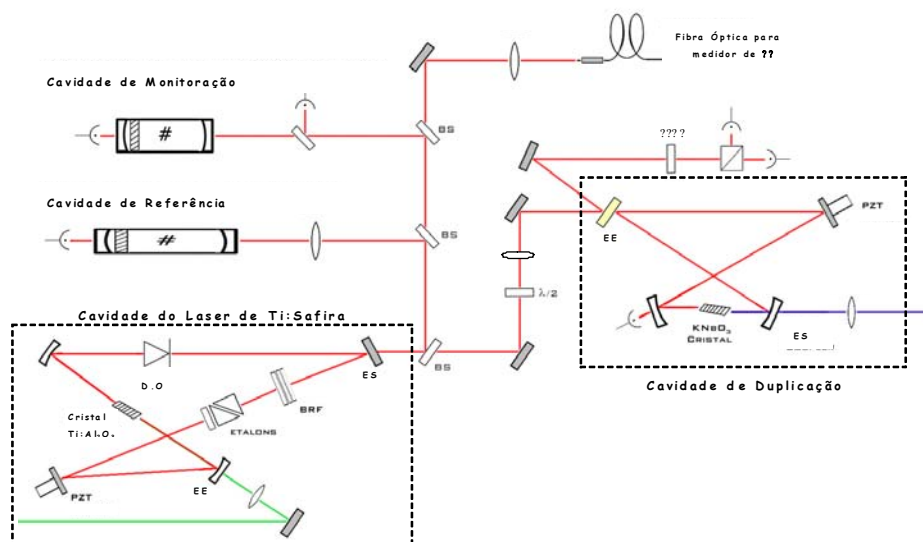 Fibra Óptica para
medidor de ??
Cavidade de Monitoração
#
BS
????
Cavidade de Referência
#
BS
PZT
EE
λ/2
KNbO₃
CRISTAL
ES
Cavidade de Duplicação
Cavidade do Laser de Ti:Safira
D.O
ES
BS
BRF
Cristal
Ti:Al₂O₃
ETALONS
PZT
EE